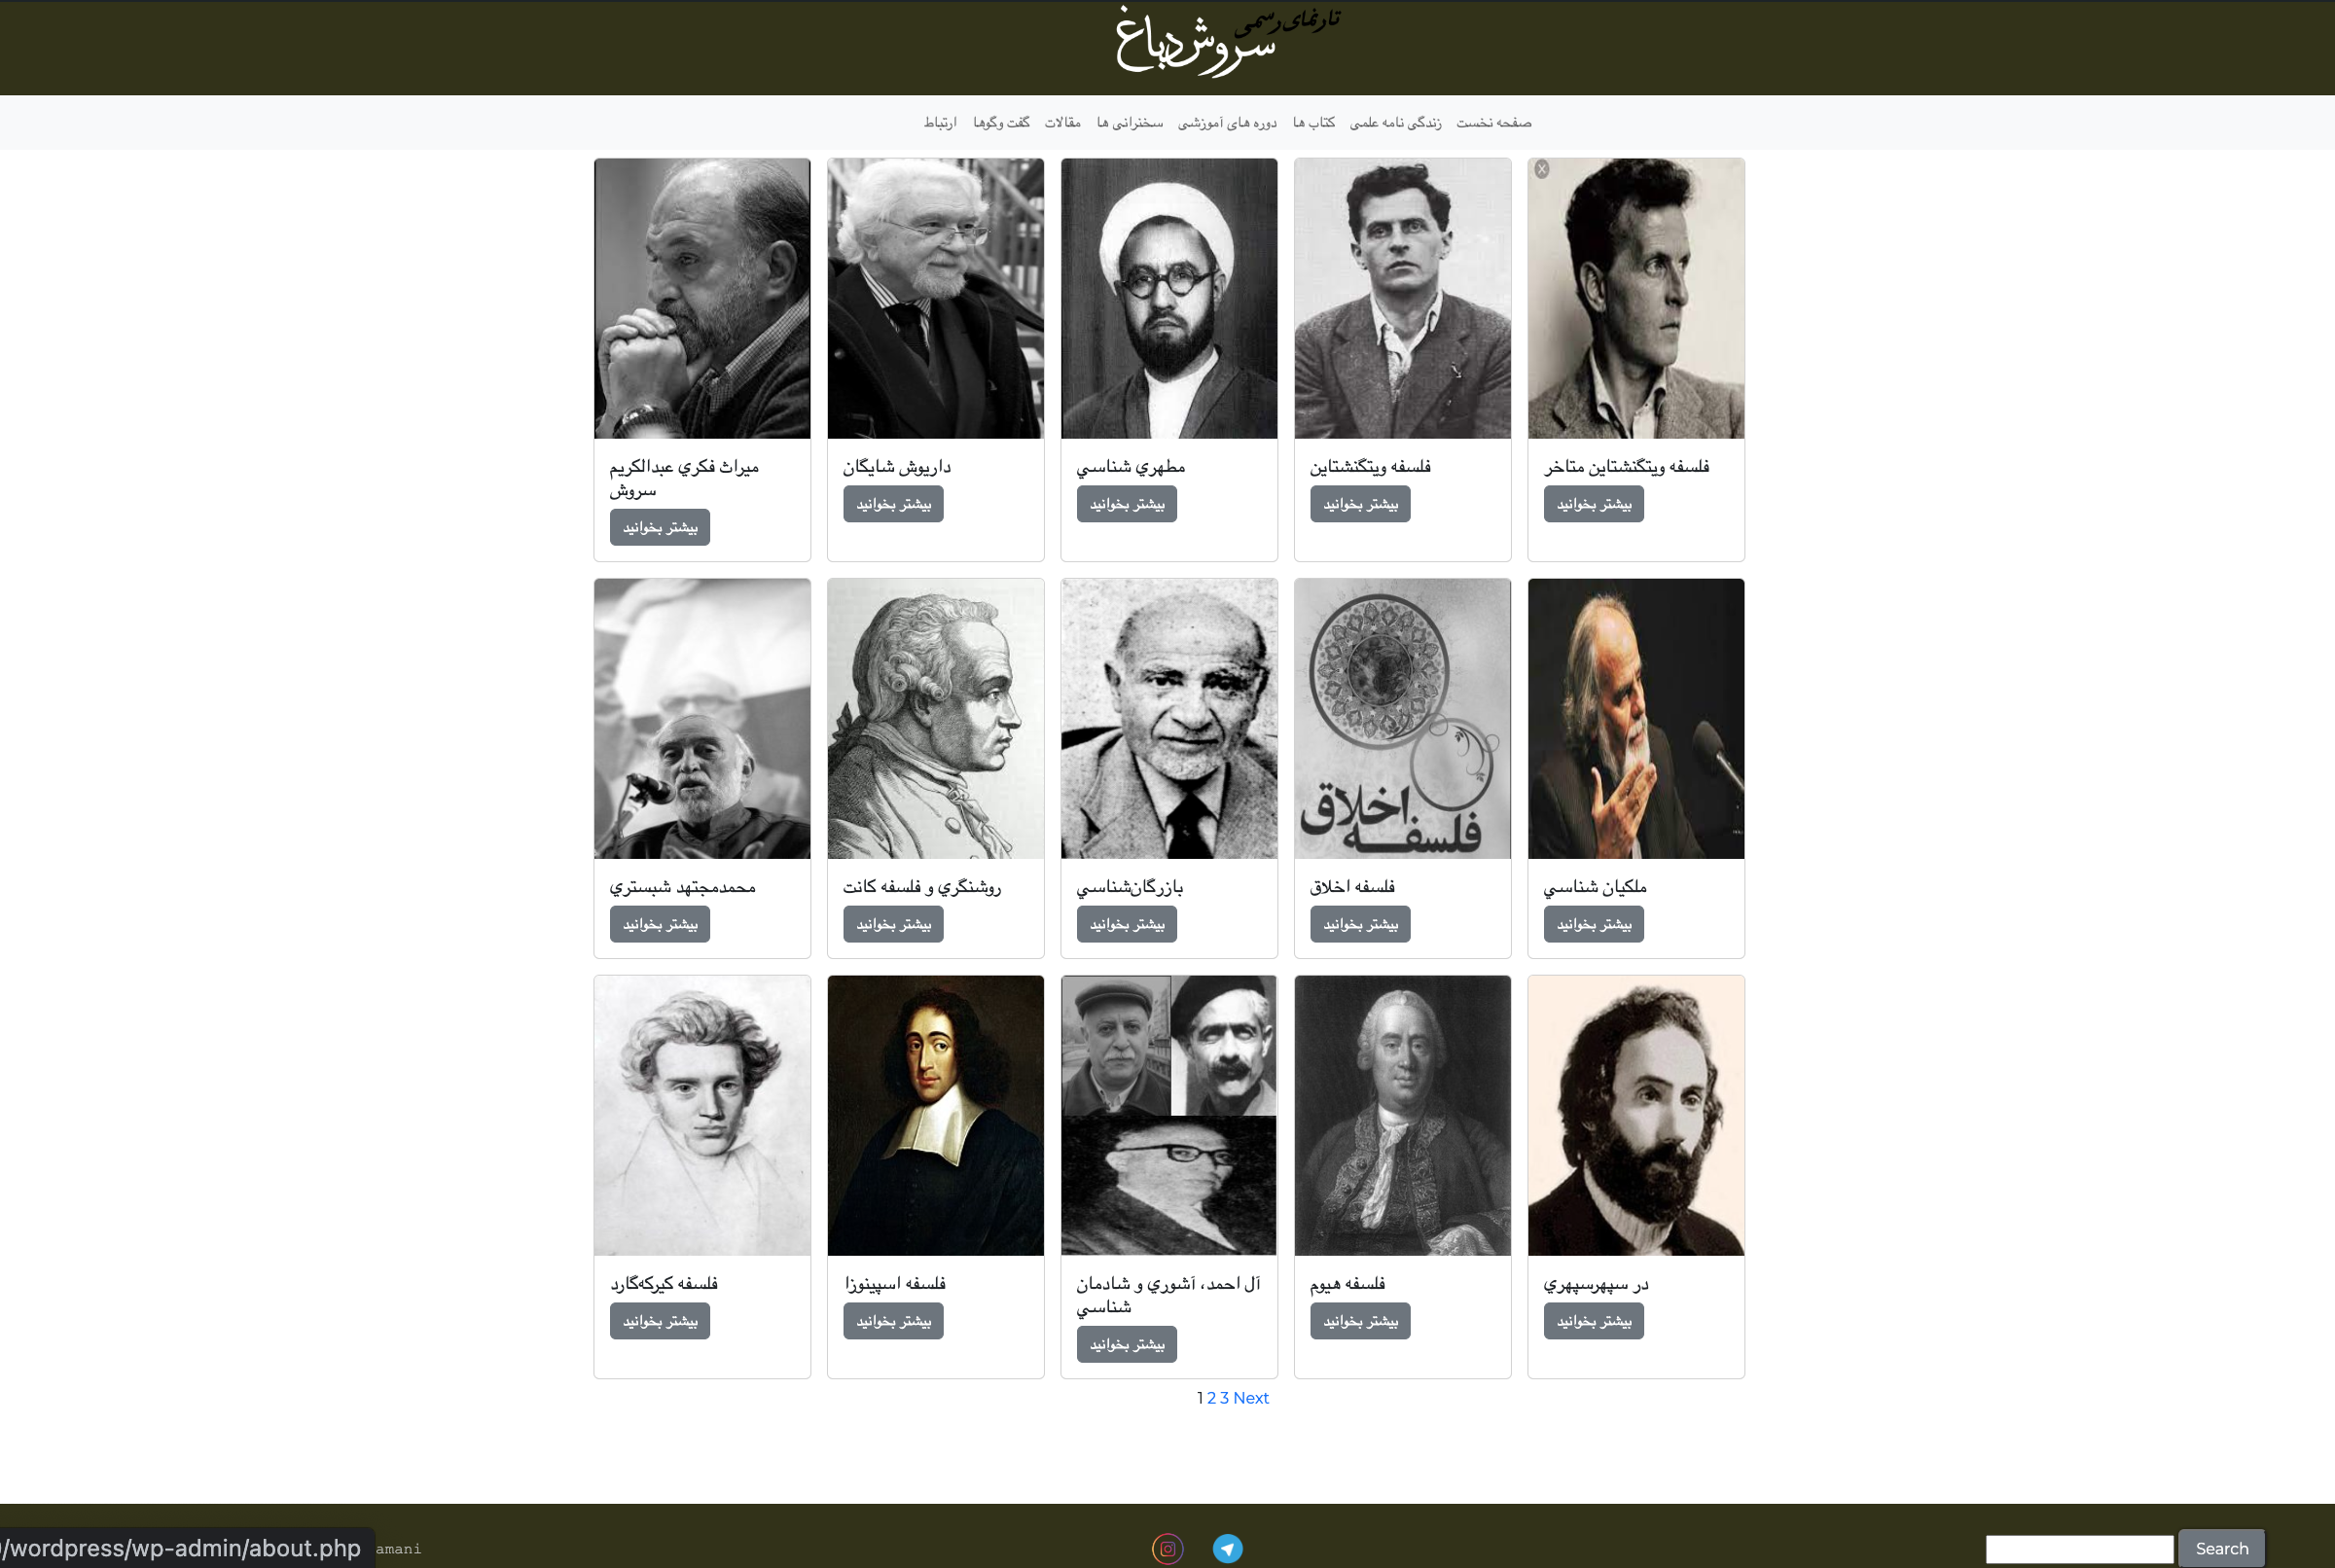 تارنمای رسمی
سروش دباغ
صفحه نخست زندگی نامه علمی کتاب ها دوره های آموزشی سخنرانی ها مقالات گفت وگوها ارتباط
X
فلسفه ويتگنشتاين متاخر
بیشتر بخوانید
فلسفه ويتگنشتاين
بیشتر بخوانید
مطهري شناسي
بیشتر بخوانید
داريوش شايگان
بیشتر بخوانید
ميراث فكري عبدالكريم
سروش
بیشتر بخوانید
ملكيان شناسي
بیشتر بخوانید
فلسفه اخلاق
فلسفه اخلاق
بیشتر بخوانید
بازرگان‌شناسي
بیشتر بخوانید
روشنگري و فلسفه كانت
بیشتر بخوانید
محمدمجتهد شبستري
بیشتر بخوانید
در سپهرسپهري
بیشتر بخوانید
فلسفه هيوم
بیشتر بخوانید
آل احمد، آشوري و شادمان
شناسي
بیشتر بخوانید
فلسفه اسپينوزا
بیشتر بخوانید
فلسفه كيركه‌گارد
بیشتر بخوانید
1 2 3 Next
/wordpress/wp-admin/about.php
amani
Search